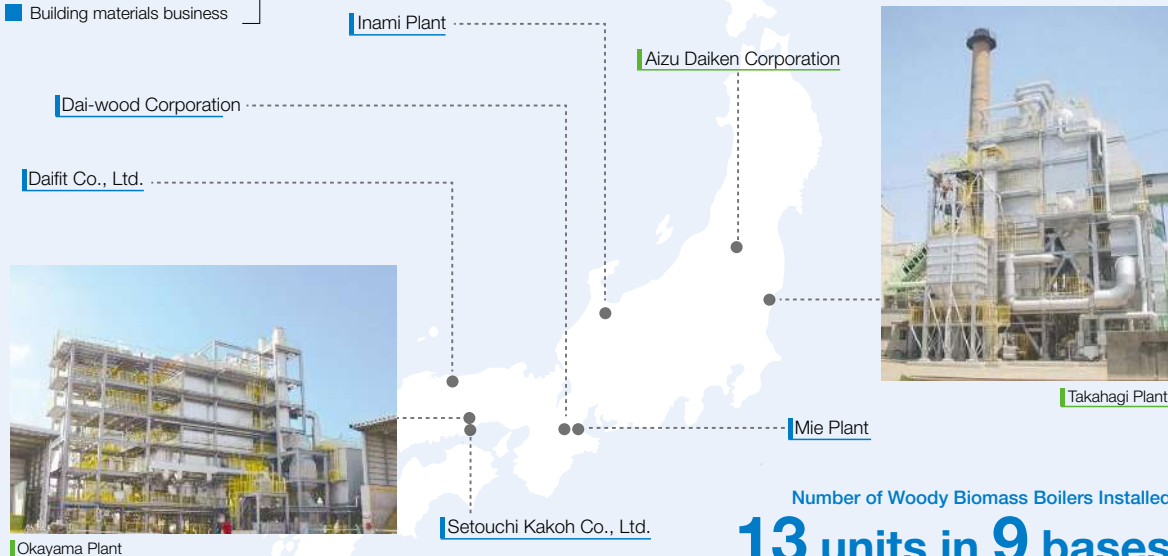 Building materials business
Inami Plant
Aizu Daiken Corporation
Dai-wood Corporation
Daifit Co., Ltd.
Takahagi Plant
Mie Plant
Number of Woody Biomass Boilers Installed
Setouchi Kakoh Co., Ltd.
13 units in 9 bases
Okayama Plant